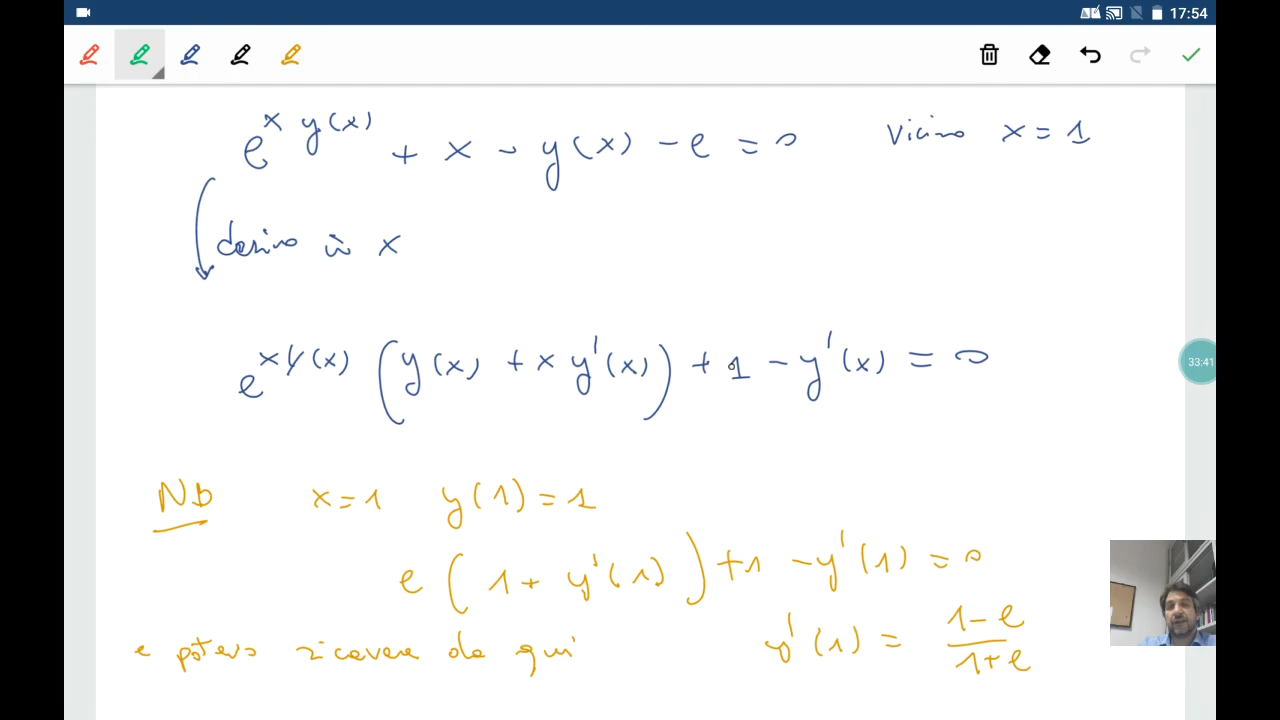 17:54
e^{x y(x)} + x - y(x) - e = 0 vicino x = 1
derivo in x
e^{x y(x)} (y(x) + x y'(x)) + 1 - y'(x) = 0
33:41
NB x = 1 y(1) = 1
e (1 + y'(1)) + 1 - y'(1) = 0
e potevo ricavare da qui y'(1) = \frac{1-e}{1+e}